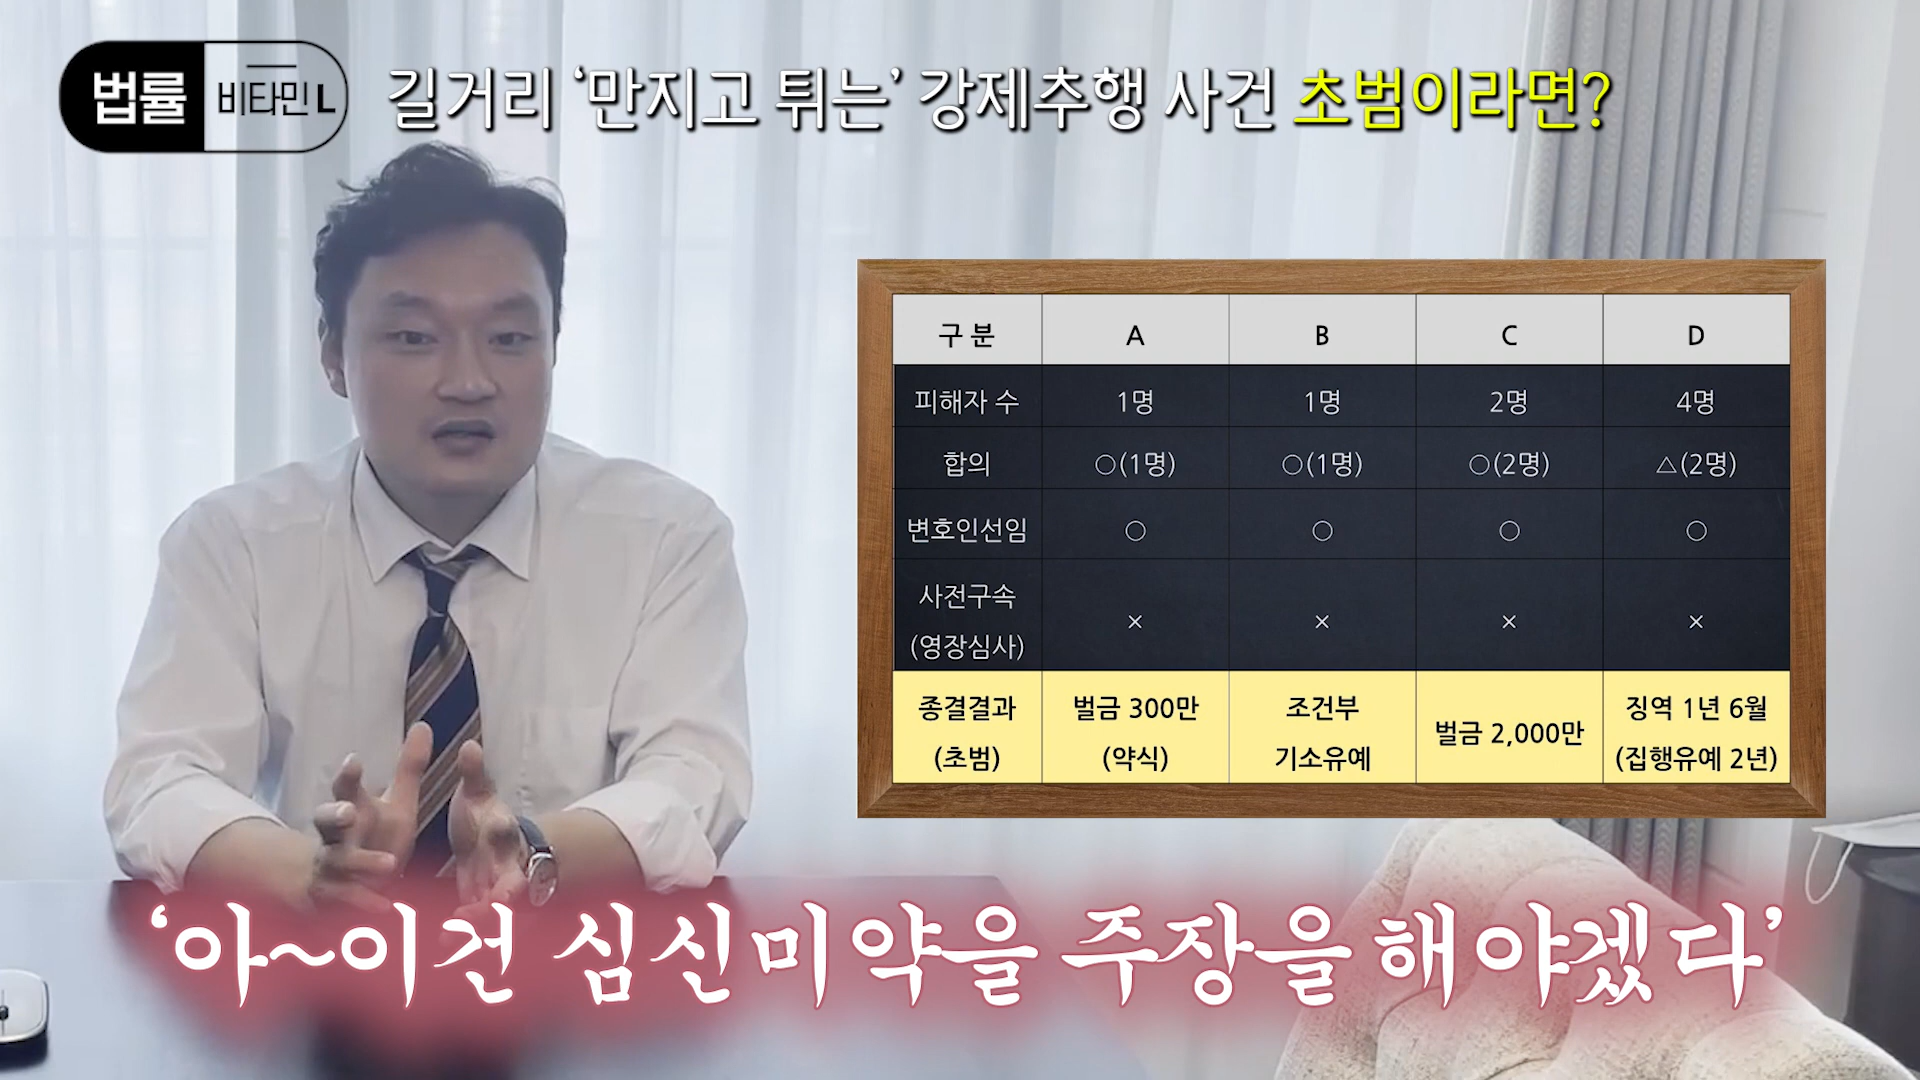 법률 비타민 L
길거리 ‘만지고 튀는’ 강제추행 사건 초범이라면?
구 분 A B C D
피해자 수 1명 1명 2명 4명
합의 ○(1명) ○(1명) ○(2명) △(2명)
변호인선임 ○ ○ ○ ○
사전구속
(영장심사) × × × ×
종결결과
(초범)
벌금 300만
(약식)
조건부
기소유예
벌금 2,000만
징역 1년 6월
(집행유예 2년)
‘아~이건 심신미약을 주장을 해야겠다’